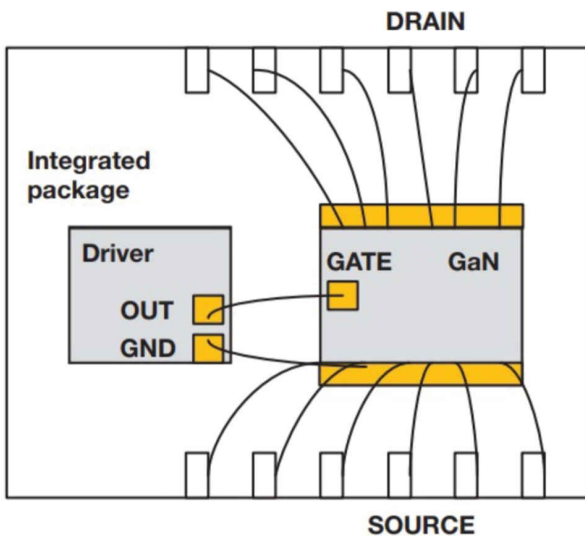 DRAIN
Integrated
package
Driver
GATE
GaN
OUT
GND
SOURCE